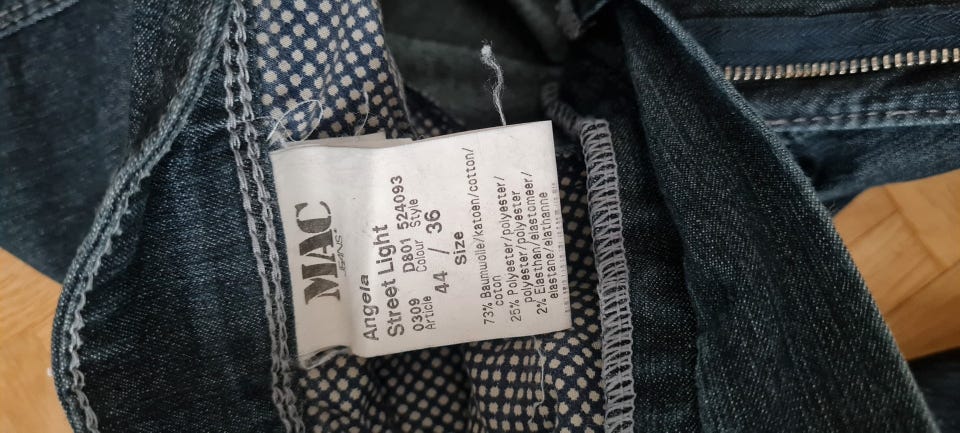 MAC
JEANS
Angela
Street Light
0309 D801 524093
Article Colour Style
44 / 36
Size
73% Baumwolle/katoen/cotton/
coton
25% Polyester/polyester/
polyester/polyester
2% Elasthan/elastomeer/
elastane/elathanne